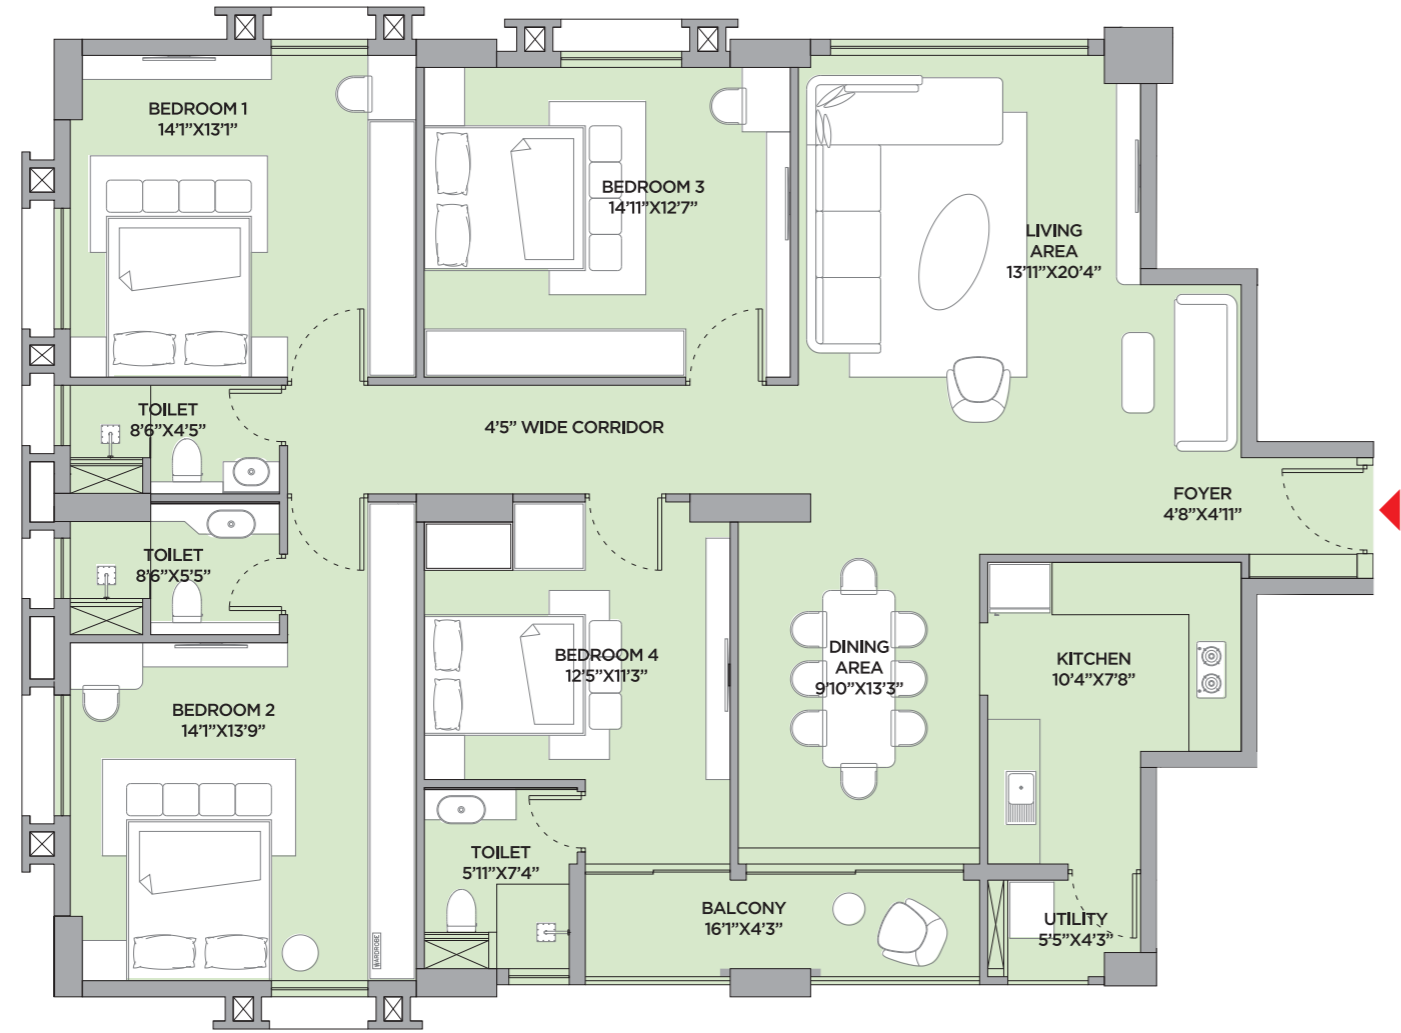 BEDROOM 1
14'1”X13'1”
BEDROOM 3
14'11”X12'7”
LIVING
AREA
13'11”X20'4”
TOILET
8'6”X4'5”
4'5” WIDE CORRIDOR
FOYER
4'8”X4'11”
TOILET
8'6”X5'5”
BEDROOM 2
14'1”X13'9”
BEDROOM 4
12'5”X11'3”
DINING
AREA
9'10”X13'3”
KITCHEN
10'4”X7'8”
TOILET
5'11”X7'4”
BALCONY
16'1”X4'3”
UTILITY
5'5”X4'3”
WARDROBE